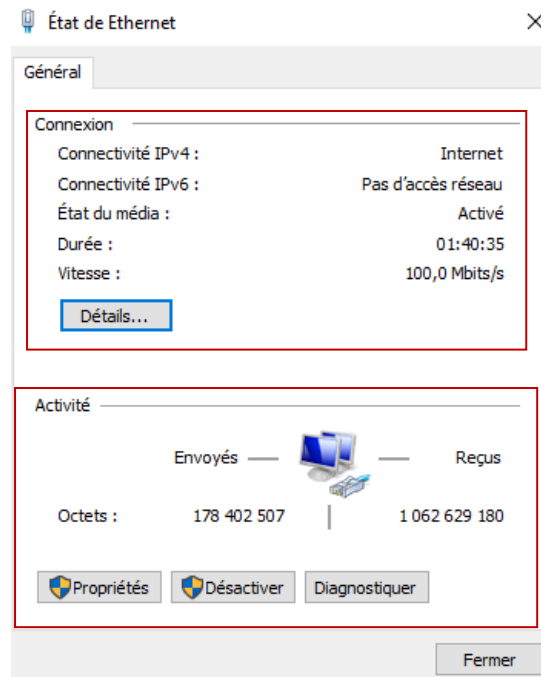 État de Ethernet
Général
Connexion
Connectivité IPv4 : Internet
Connectivité IPv6 : Pas d'accès réseau
État du média : Activé
Durée : 01:40:35
Vitesse : 100,0 Mbits/s
Détails...
Activité
Envoyés Reçus
Octets : 178 402 507 1 062 629 180
Propriétés Désactiver Diagnostiquer
Fermer